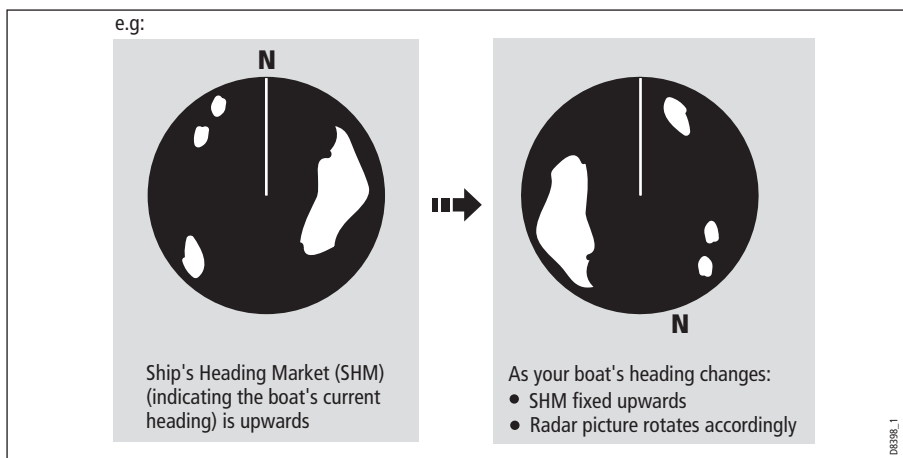 e.g:
N
Ship's Heading Market (SHM)
(indicating the boat's current
heading) is upwards
N
As your boat's heading changes:
● SHM fixed upwards
● Radar picture rotates accordingly
D8398_1